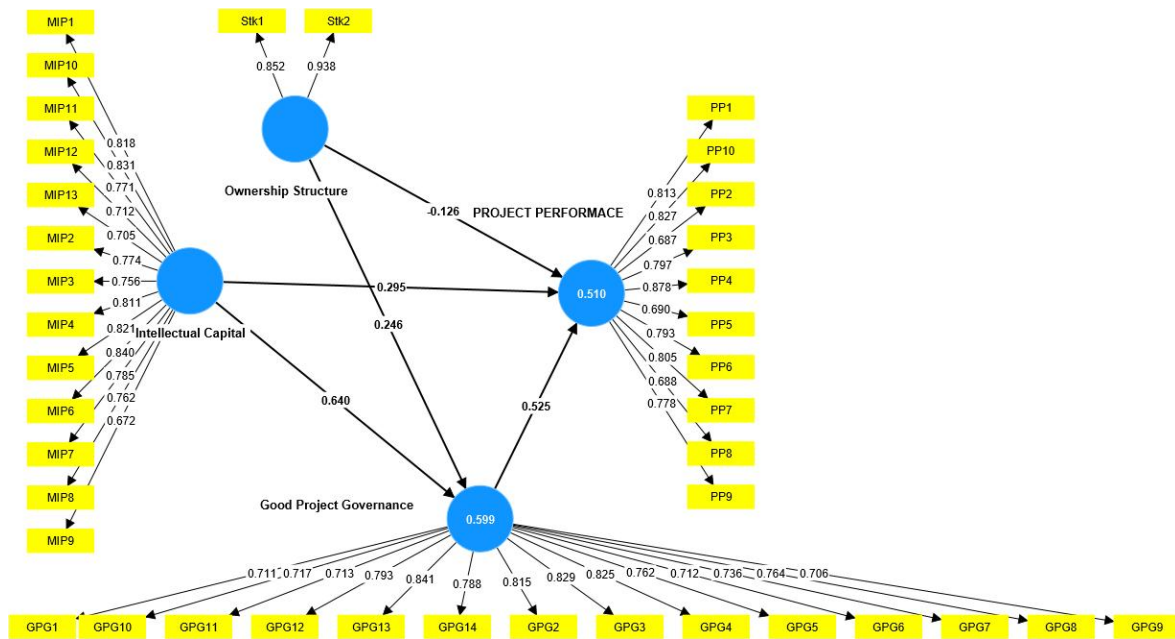 MIP1
MIP10
MIP11
MIP12
MIP13
MIP2
MIP3
MIP4
MIP5
MIP6
MIP7
MIP8
MIP9
0.818
0.831
0.771
0.712
0.705
0.774
0.756
0.811
0.821
0.840
0.785
0.762
0.672
Intellectual Capital
Stk1 Stk2
0.852 0.938
Ownership Structure
-0.126
PROJECT PERFORMACE
0.295
0.246
0.640
0.525
0.510
0.813
0.827
0.687
0.797
0.878
0.690
0.793
0.805
0.688
0.778
PP1
PP10
PP2
PP3
PP4
PP5
PP6
PP7
PP8
PP9
Good Project Governance
0.599
0.711 0.717 0.713 0.793 0.841 0.788 0.815 0.829 0.825 0.762 0.712 0.736 0.764 0.706
GPG1 GPG10 GPG11 GPG12 GPG13 GPG14 GPG2 GPG3 GPG4 GPG5 GPG6 GPG7 GPG8 GPG9